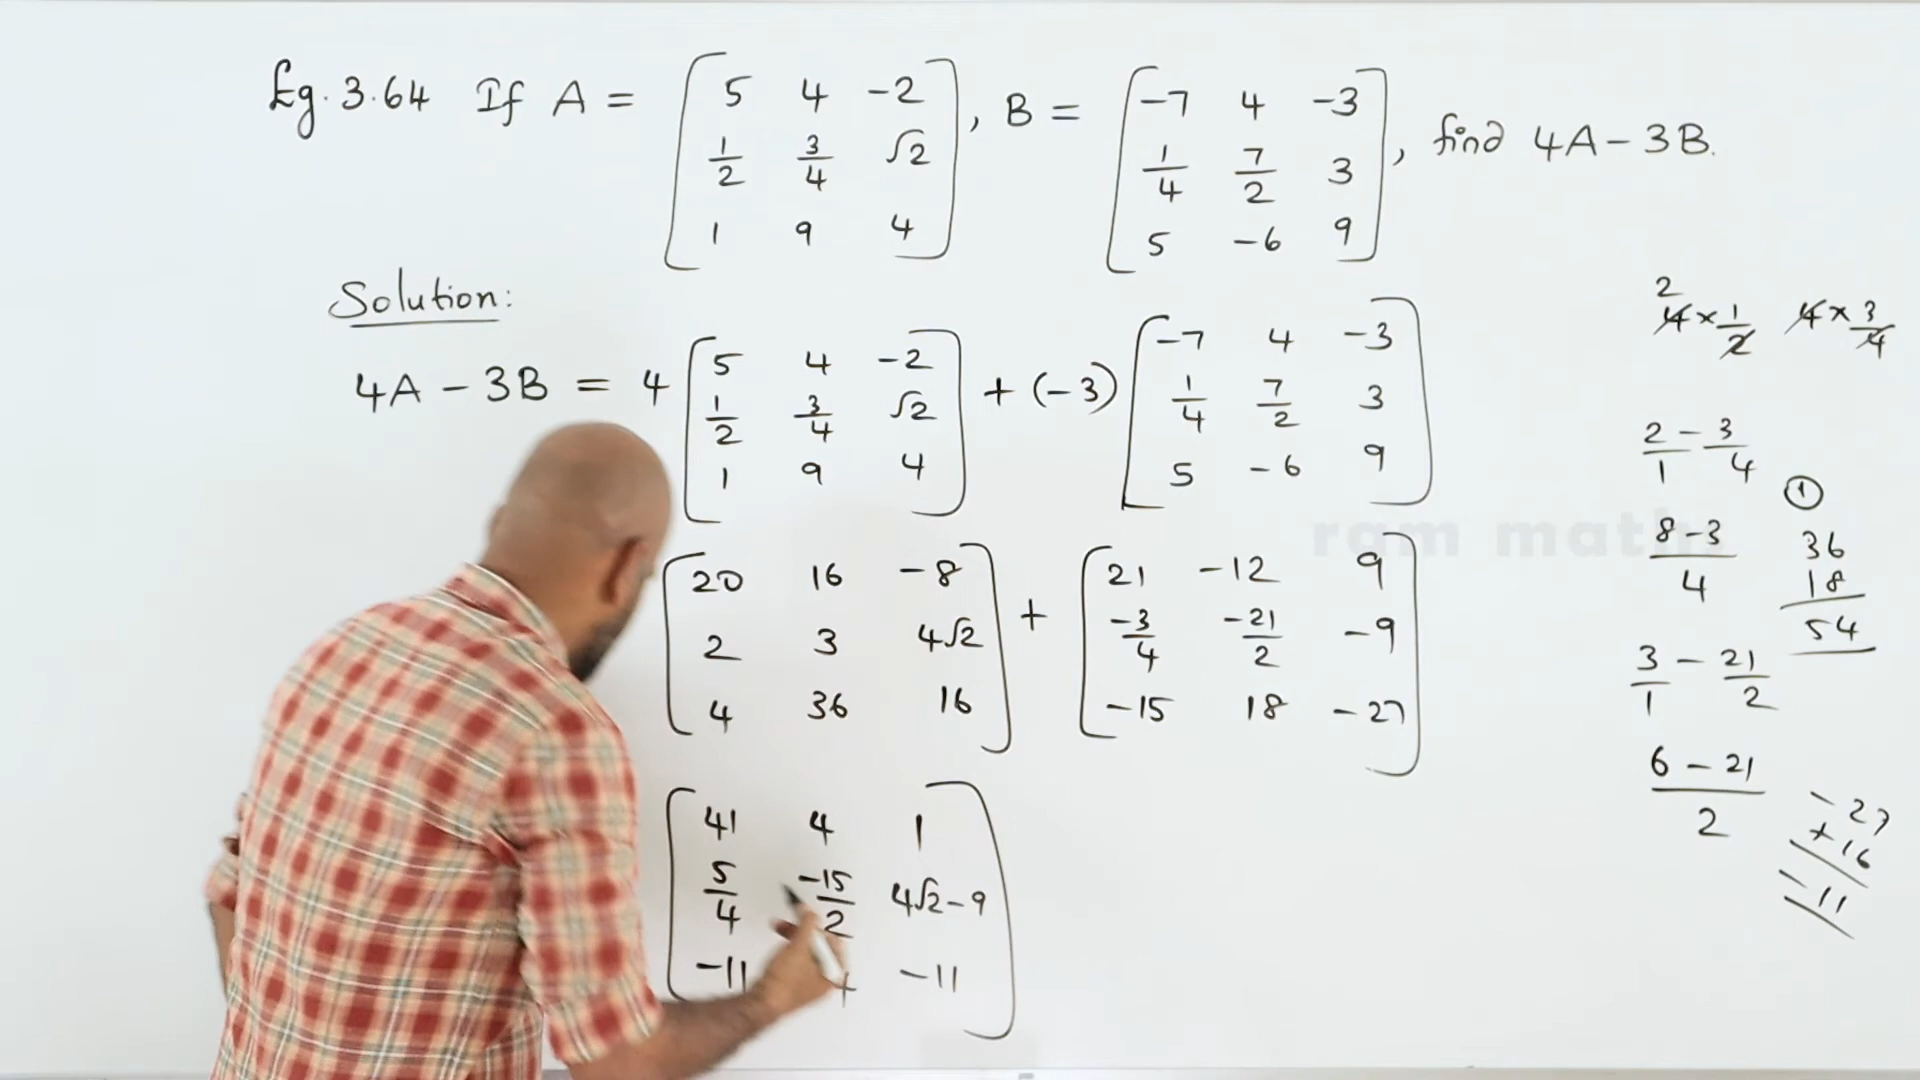 Eg. 3.64 If A = [ 5 4 -2 ; 1/2 3/4 √2 ; 1 9 4 ], B = [ -7 4 -3 ; 1/4 7/2 3 ; 5 -6 9 ], find 4A - 3B.
Solution:
4A - 3B = 4 [ 5 4 -2 ; 1/2 3/4 √2 ; 1 9 4 ] + (-3) [ -7 4 -3 ; 1/4 7/2 3 ; 5 -6 9 ]
[ 20 16 -8 ; 2 3 4√2 ; 4 36 16 ] + [ 21 -12 9 ; -3/4 -21/2 -9 ; -15 18 -27 ]
[ 41 4 1 ; 5/4 -15/2 4√2-9 ; -11 4 -11 ]
2
4 × 1/2 4 × 3/4
2/1 - 3/4
8-3/4
1
36
18
54
3/1 - 21/2
6 - 21/2
-27
+16
-11
ram maths